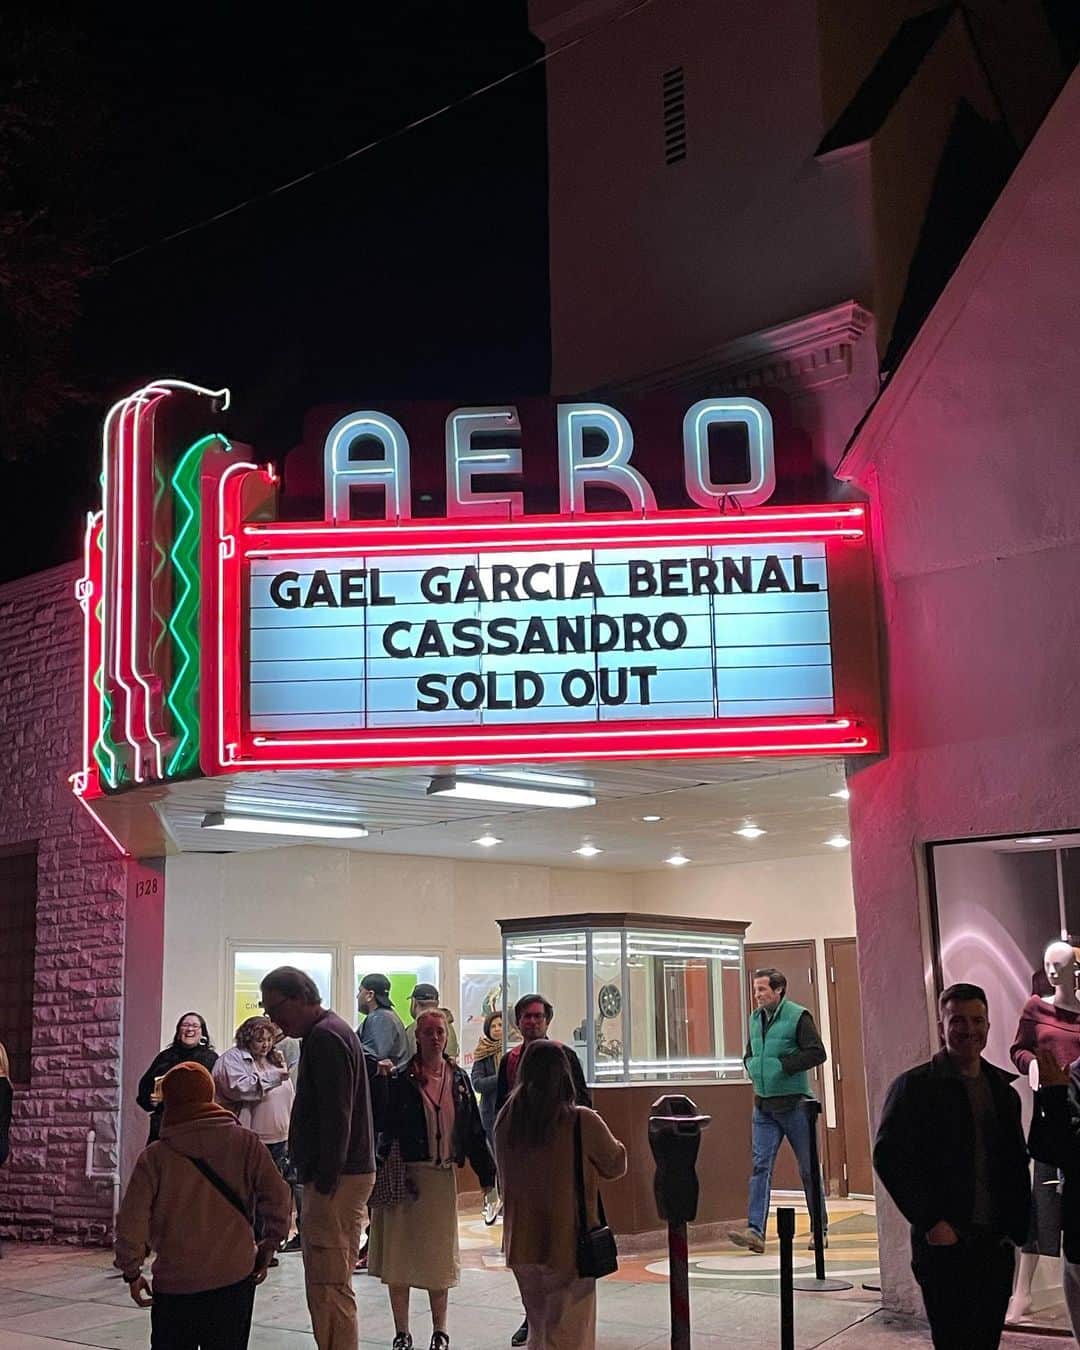 AERO
GAEL GARCIA BERNAL
CASSANDRO
SOLD OUT
1328